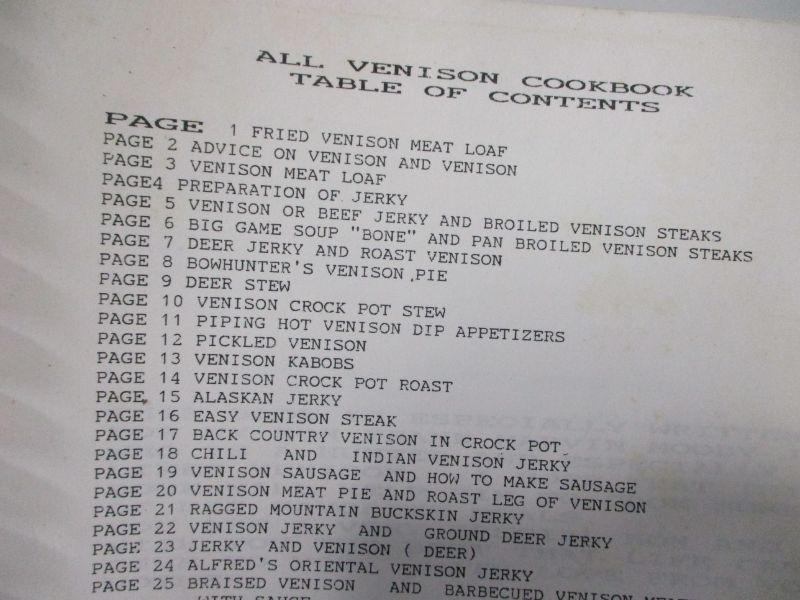 ALL VENISON COOKBOOK
TABLE OF CONTENTS
PAGE 1 FRIED VENISON MEAT LOAF
PAGE 2 ADVICE ON VENISON AND VENISON
PAGE 3 VENISON MEAT LOAF
PAGE4 PREPARATION OF JERKY
PAGE 5 VENISON OR BEEF JERKY AND BROILED VENISON STEAKS
PAGE 6 BIG GAME SOUP "BONE" AND PAN BROILED VENISON STEAKS
PAGE 7 DEER JERKY AND ROAST VENISON
PAGE 8 BOWHUNTER'S VENISON PIE
PAGE 9 DEER STEW
PAGE 10 VENISON CROCK POT STEW
PAGE 11 PIPING HOT VENISON DIP APPETIZERS
PAGE 12 PICKLED VENISON
PAGE 13 VENISON KABOBS
PAGE 14 VENISON CROCK POT ROAST
PAGE 15 ALASKAN JERKY
PAGE 16 EASY VENISON STEAK
PAGE 17 BACK COUNTRY VENISON IN CROCK POT
PAGE 18 CHILI AND INDIAN VENISON JERKY
PAGE 19 VENISON SAUSAGE AND HOW TO MAKE SAUSAGE
PAGE 20 VENISON MEAT PIE AND ROAST LEG OF VENISON
PAGE 21 RAGGED MOUNTAIN BUCKSKIN JERKY
PAGE 22 VENISON JERKY AND GROUND DEER JERKY
PAGE 23 JERKY AND VENISON ( DEER)
PAGE 24 ALFRED'S ORIENTAL VENISON JERKY
PAGE 25 BRAISED VENISON AND BARBECUED VENISON
WITH SAUCE